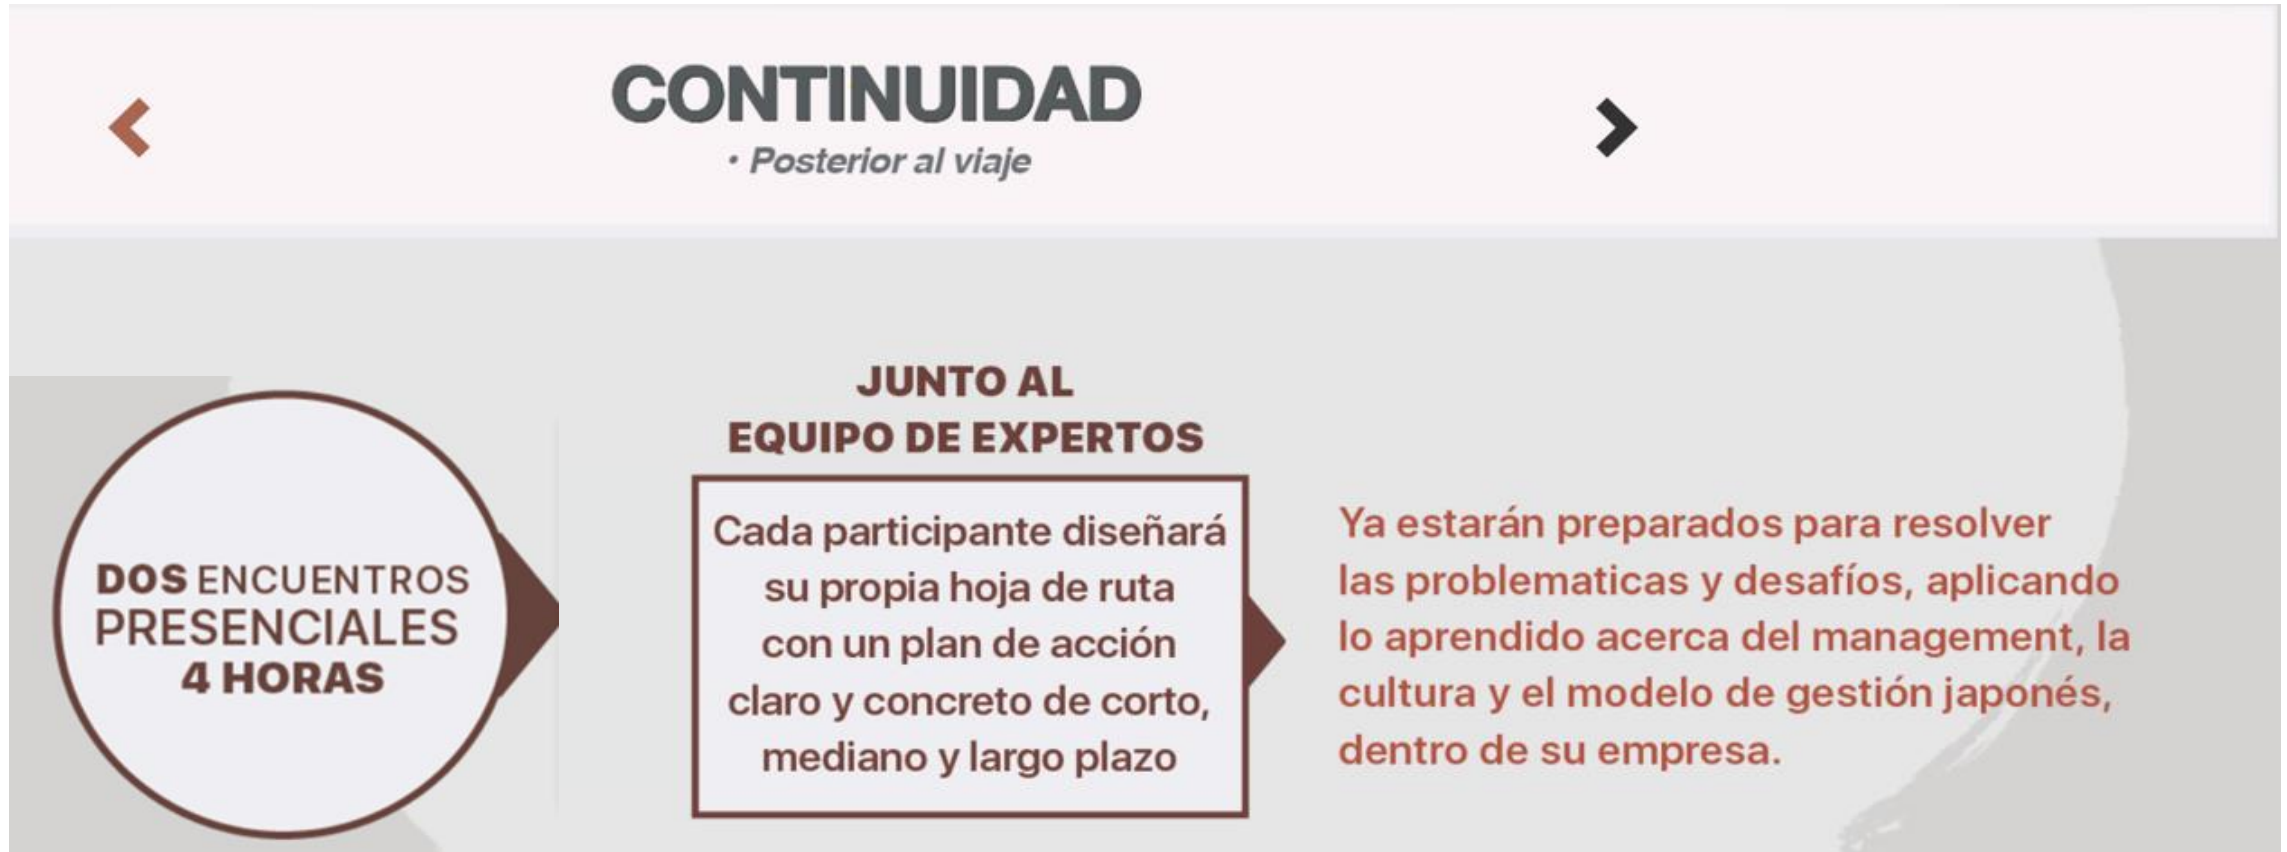 CONTINUIDAD
• Posterior al viaje
DOS ENCUENTROS
PRESENCIALES
4 HORAS
JUNTO AL
EQUIPO DE EXPERTOS
Cada participante diseñará
su propia hoja de ruta
con un plan de acción
claro y concreto de corto,
mediano y largo plazo
Ya estarán preparados para resolver
las problematicas y desafíos, aplicando
lo aprendido acerca del management, la
cultura y el modelo de gestión japonés,
dentro de su empresa.